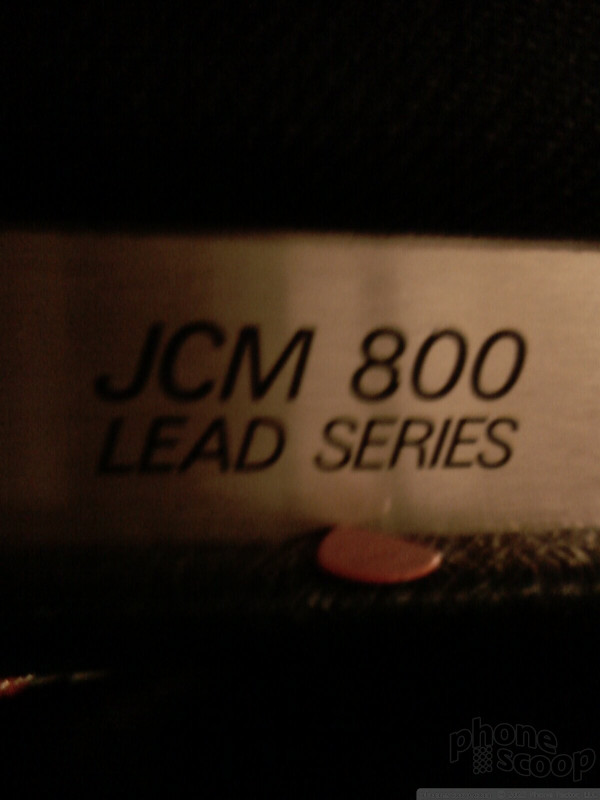 JCM 800
LEAD SERIES
phone
scoop